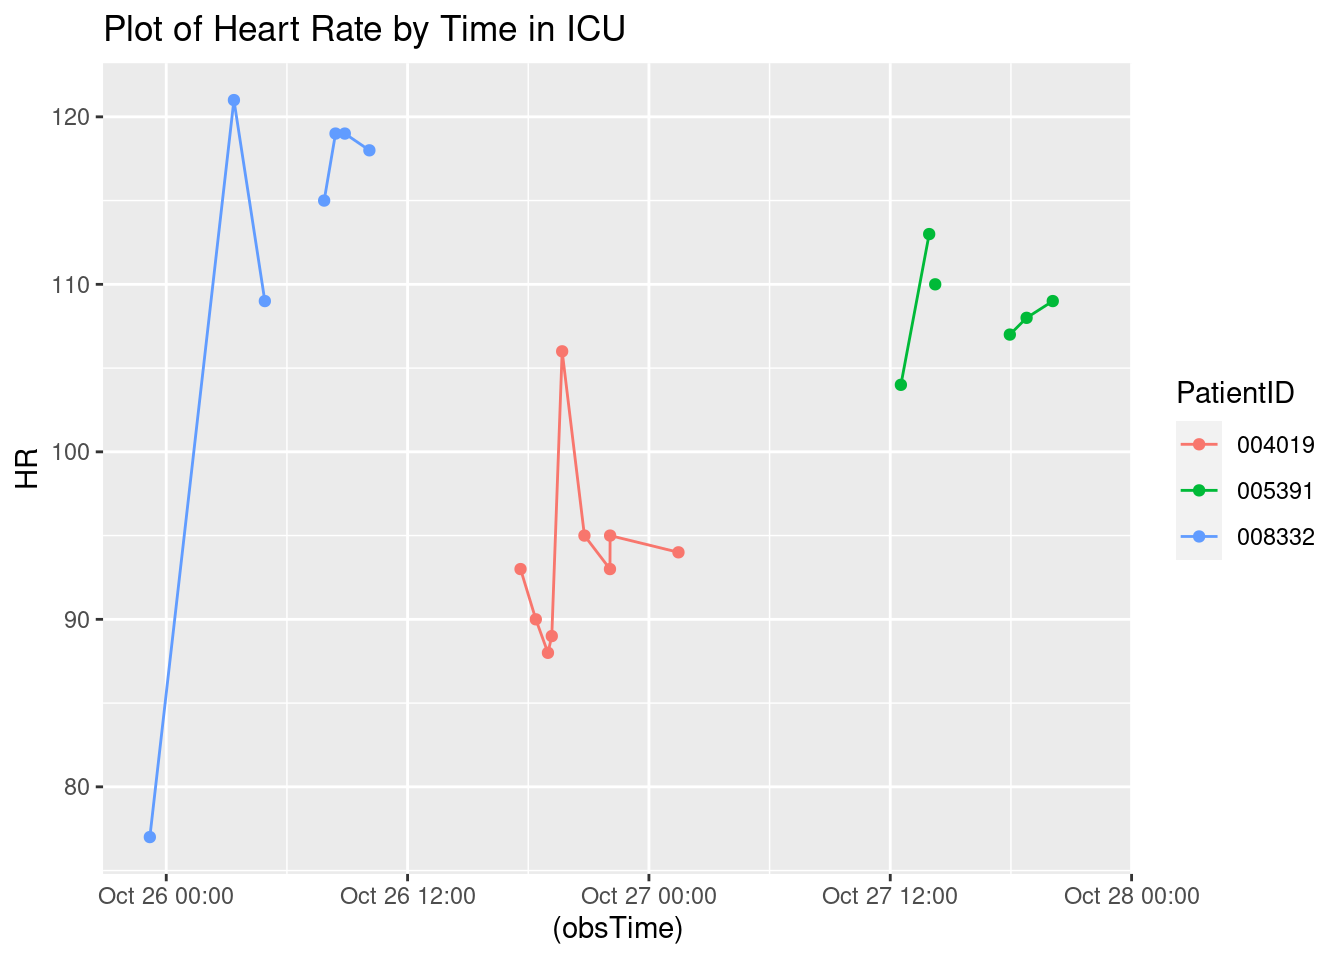 Plot of Heart Rate by Time in ICU
120
110
100
90
80
HR
Oct 26 00:00
Oct 26 12:00
Oct 27 00:00
Oct 27 12:00
Oct 28 00:00
(obsTime)
PatientID
004019
005391
008332